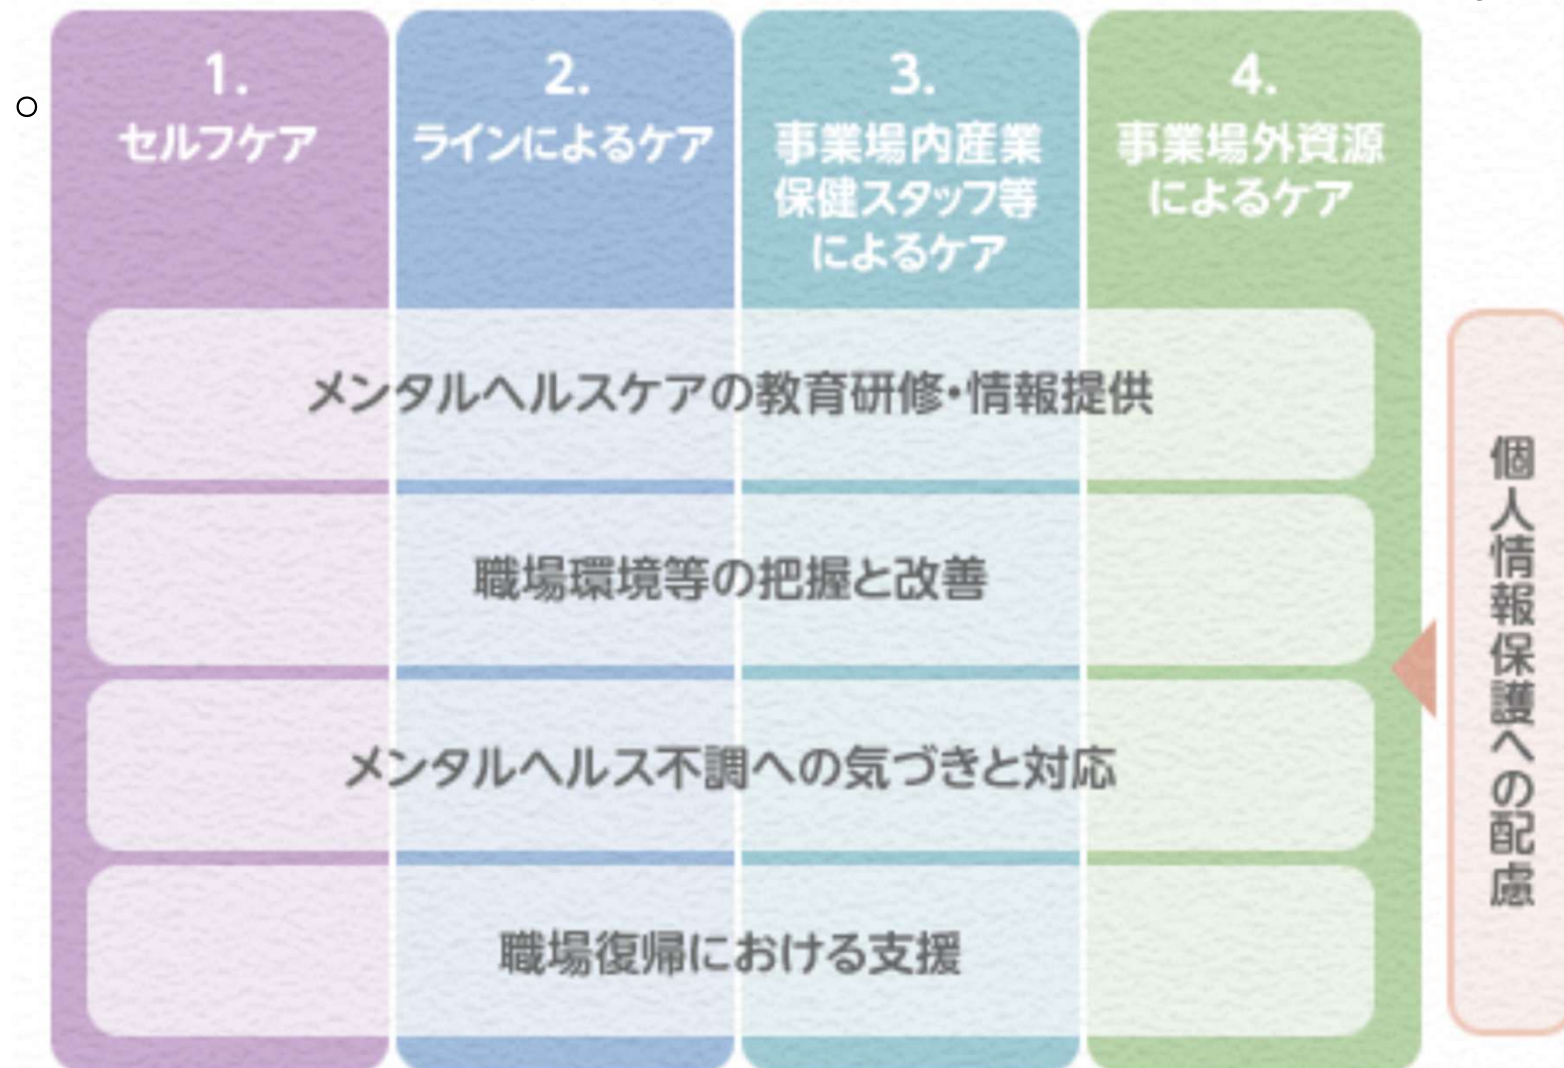 1.
セルフケア
2.
ラインによるケア
3.
事業場内産業
保健スタッフ等
によるケア
4.
事業場外資源
によるケア
メンタルヘルスケアの教育研修・情報提供
職場環境等の把握と改善
メンタルヘルス不調への気づきと対応
職場復帰における支援
個人情報保護への配慮